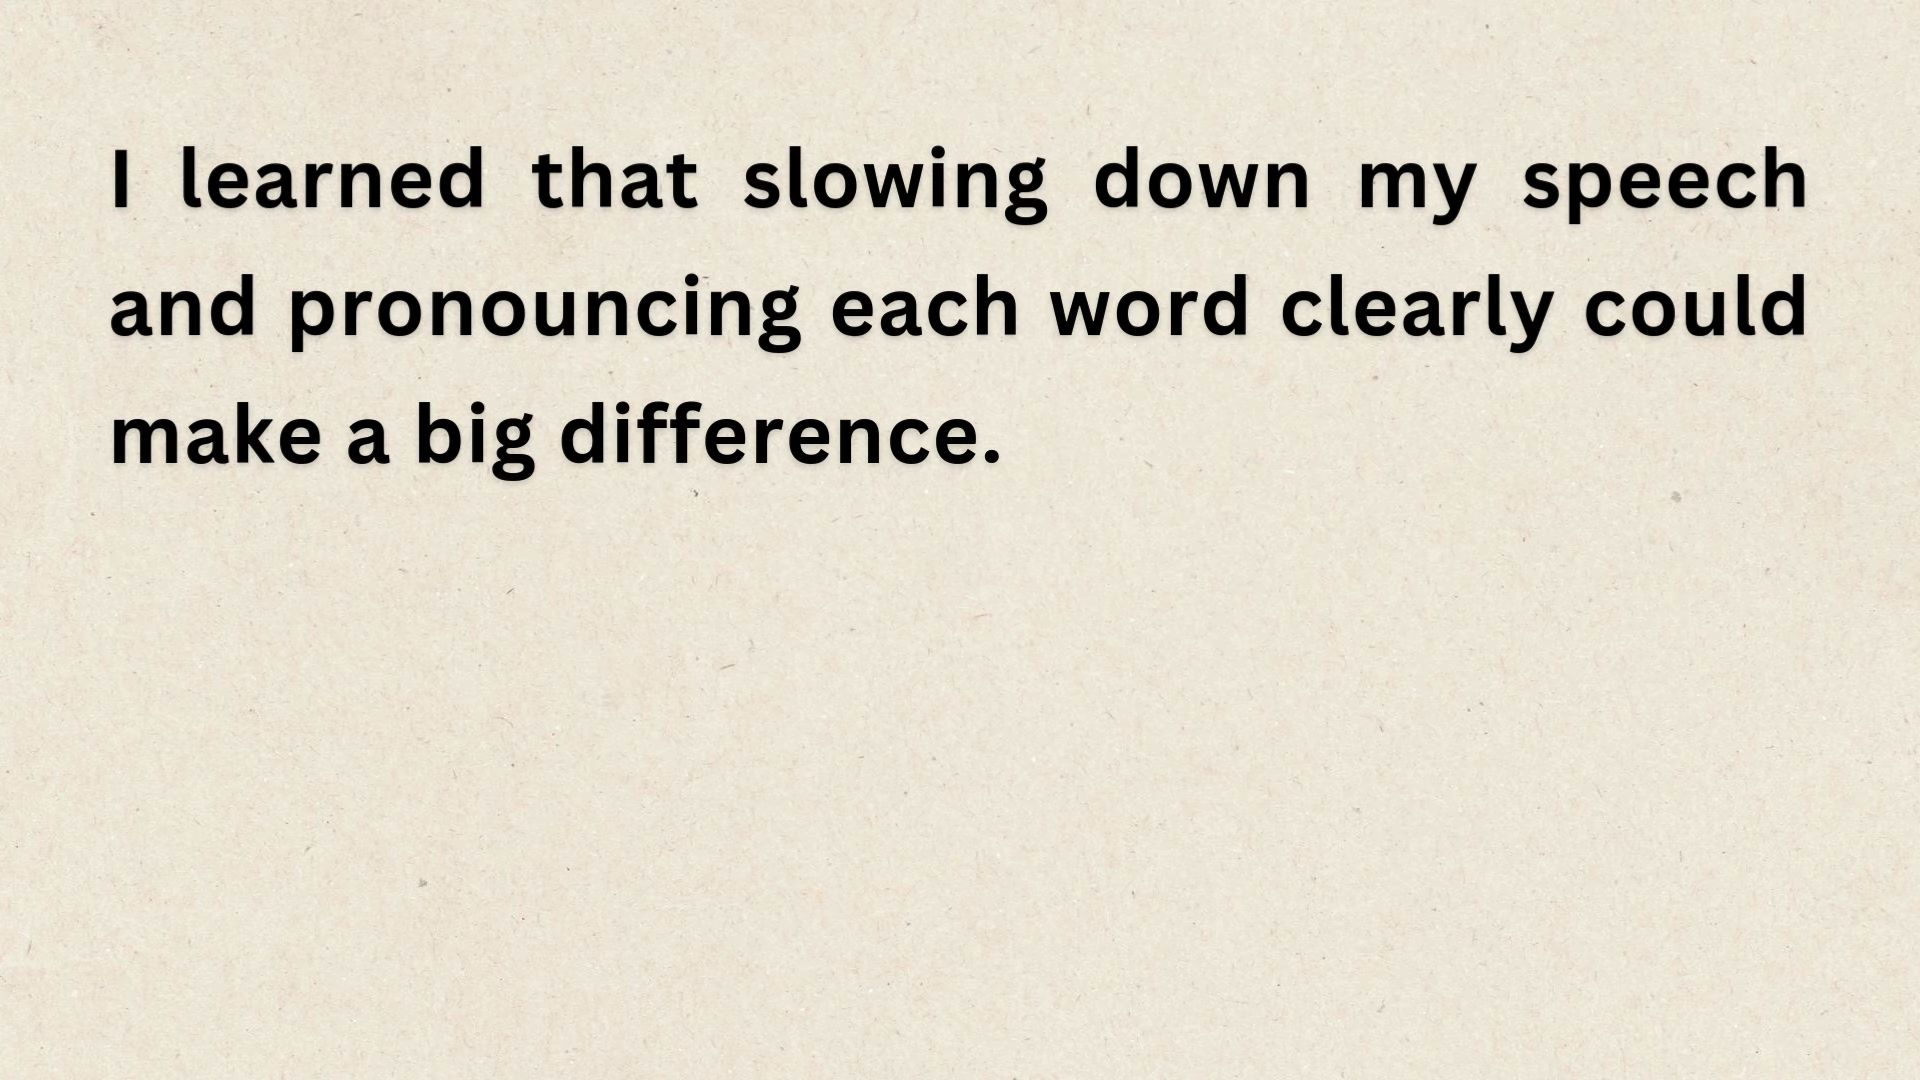 I learned that slowing down my speech
and pronouncing each word clearly could
make a big difference.